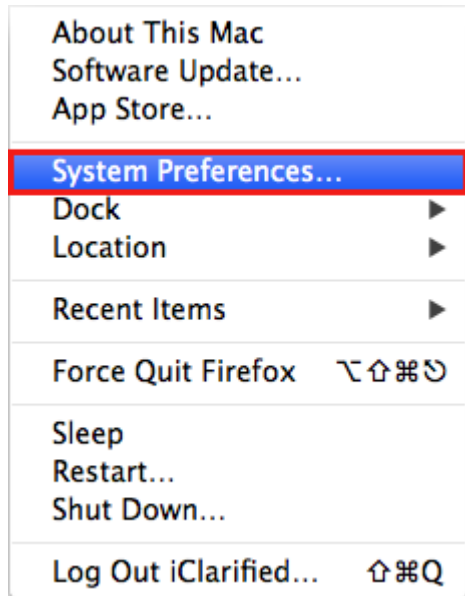 About This Mac
Software Update...
App Store...
System Preferences...
Dock ▶
Location ▶
Recent Items ▶
Force Quit Firefox ⌥⇧⌘⎋
Sleep
Restart...
Shut Down...
Log Out iClarified... ⇧⌘Q